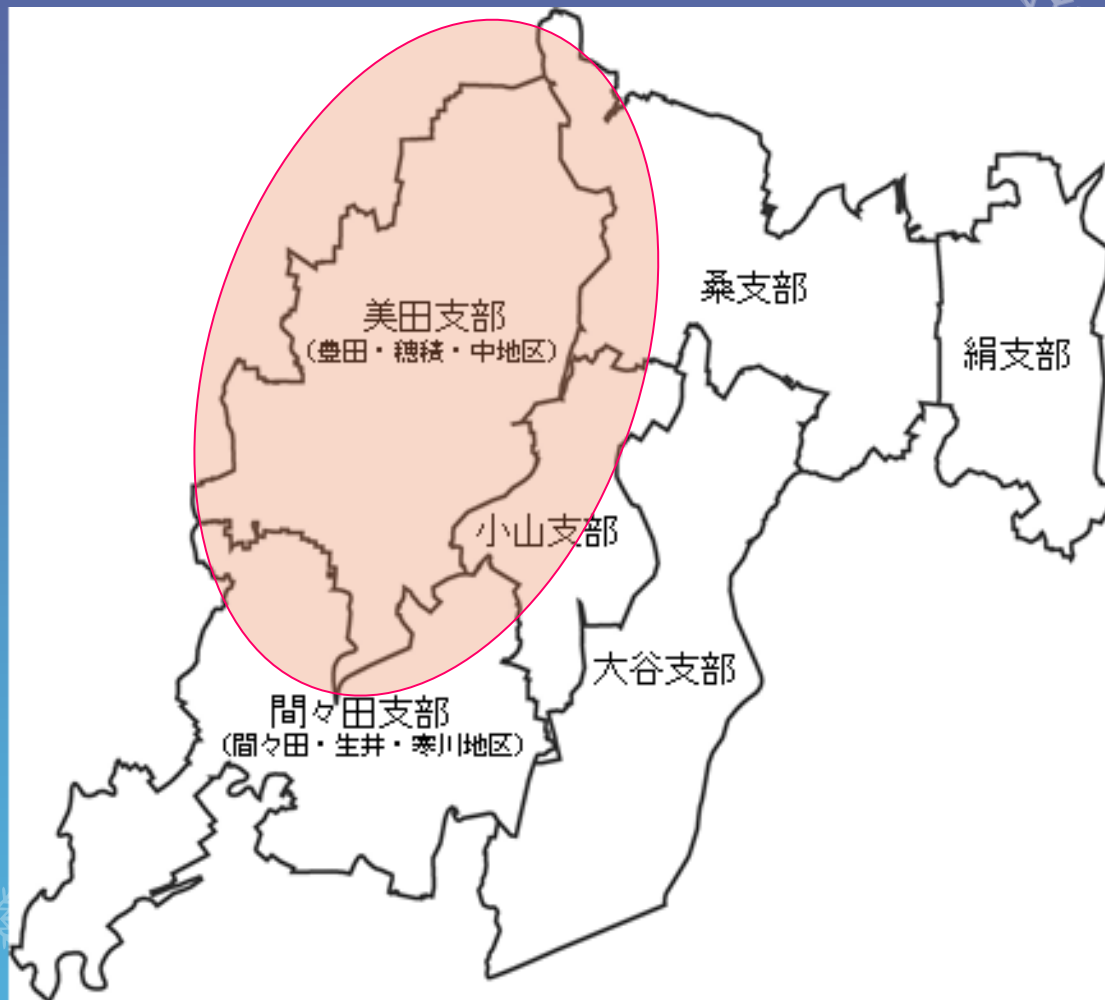 桑支部
美田支部
(豊田・穂積・中地区)
絹支部
小山支部
大谷支部
間々田支部
(間々田・生井・寒川地区)